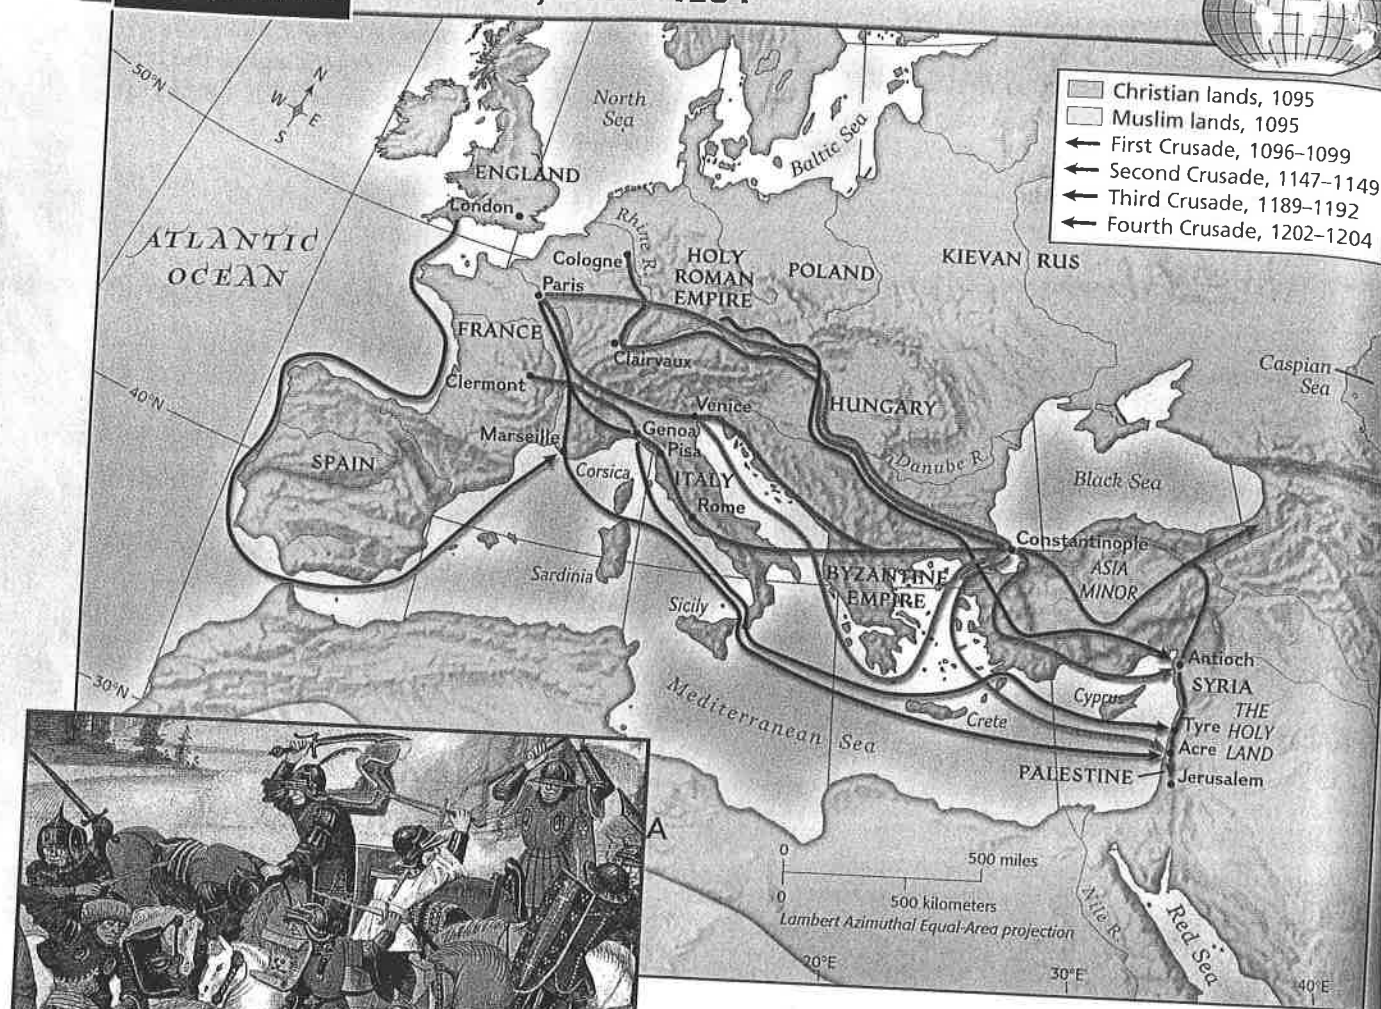 50°N
N
W
E
S
North
Sea
Baltic Sea
Christian lands, 1095
Muslim lands, 1095
First Crusade, 1096–1099
Second Crusade, 1147–1149
Third Crusade, 1189–1192
Fourth Crusade, 1202–1204
ENGLAND
London
ATLANTIC
OCEAN
Rhine R.
Cologne
HOLY
ROMAN
EMPIRE
POLAND
KIEVAN RUS
Paris
FRANCE
Clairvaux
Clermont
Caspian
Sea
40°N
Venice
HUNGARY
Marseille
Genoa
Pisa
Danube R.
SPAIN
Corsica
ITALY
Rome
Black Sea
Constantinople
Sardinia
BYZANTINE
EMPIRE
ASIA
MINOR
Sicily
Antioch
SYRIA
30°N
Mediterranean Sea
Crete
Cyprus
THE
HOLY
LAND
Tyre
Acre
PALESTINE
Jerusalem
A
0
500 miles
0
500 kilometers
Lambert Azimuthal Equal-Area projection
Nile R.
Red Sea
20°E
30°E
40°E